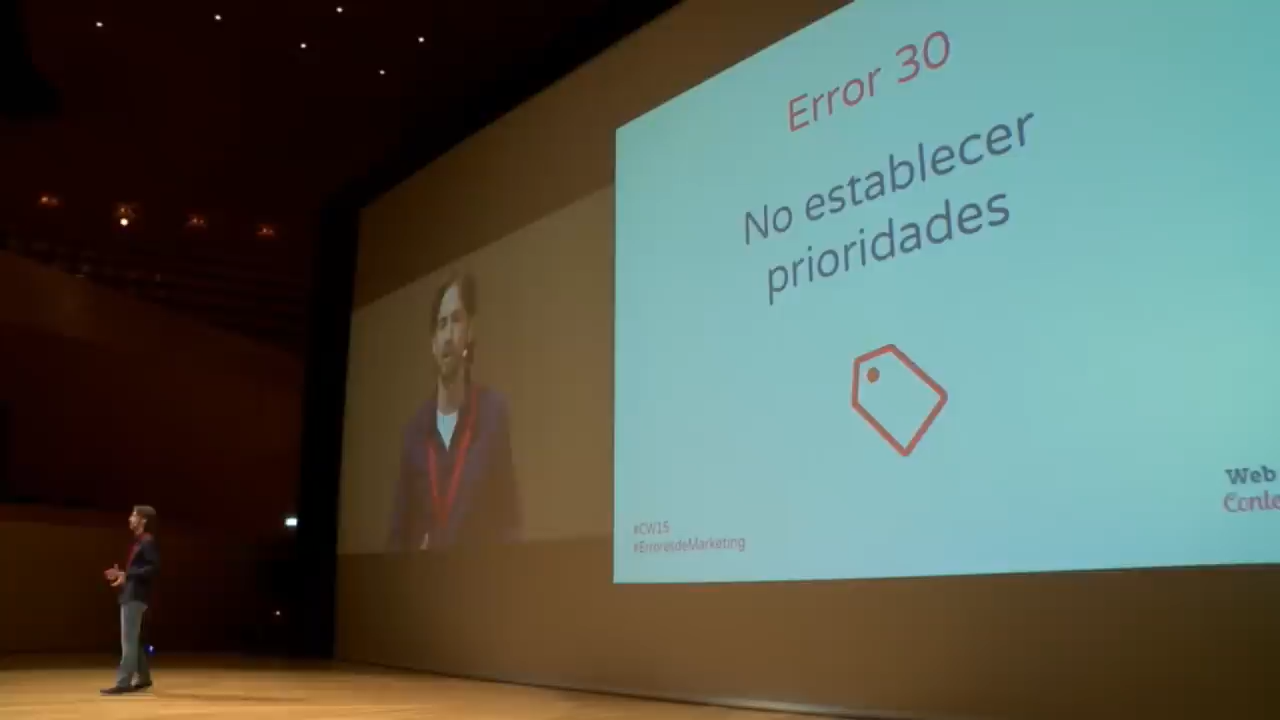 Error 30
No establecer
prioridades
#CW15
#ErroresdeMarketing
Web